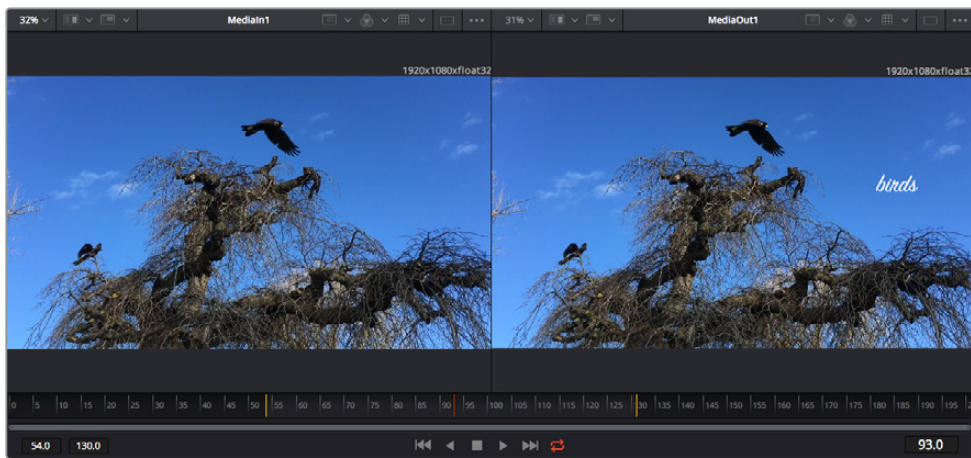 32% MediaIn1 31% MediaOut1
1920x1080xfloat32 1920x1080xfloat32
birds
0 5 10 15 20 25 30 35 40 45 50 55 60 65 70 75 80 85 90 95 100 105 110 115 120 125 130 135 140 145 150 155 160 165 170 175 180 185 190 195
54.0 130.0 93.0